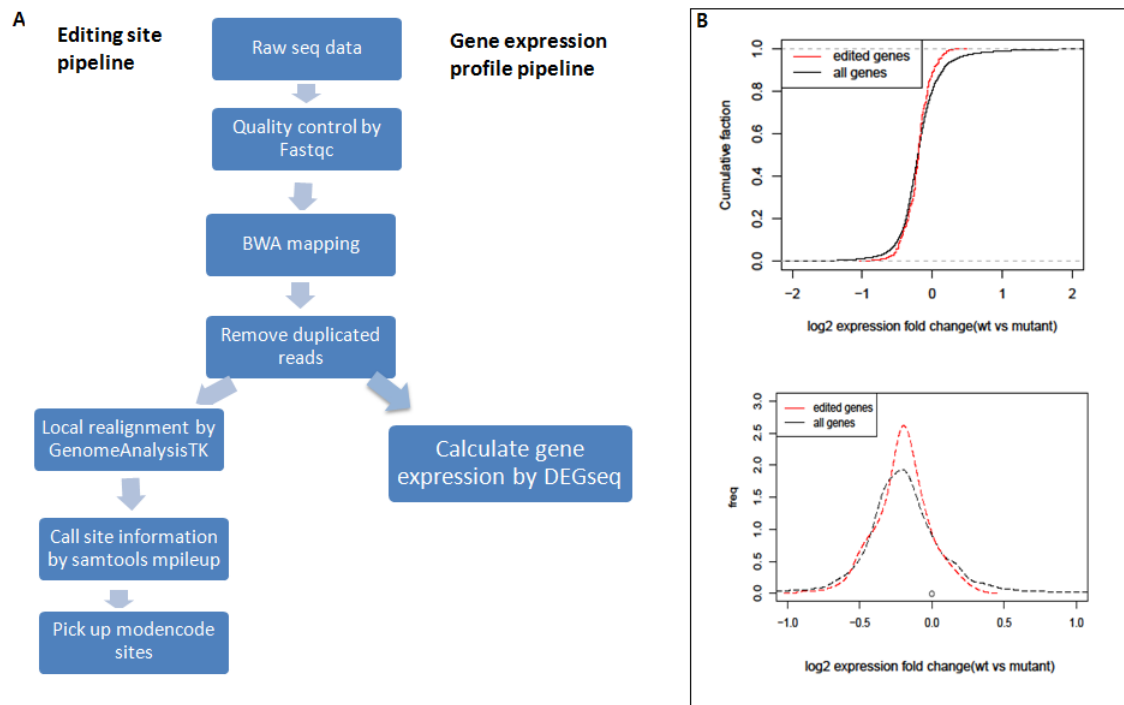 A
Editing site
pipeline
Raw seq data
Gene expression
profile pipeline
Quality control by
Fastqc
BWA mapping
Remove duplicated
reads
Local realignment by
GenomeAnalysisTK
Calculate gene
expression by DEGseq
Call site information
by samtools mpileup
Pick up modencode
sites
B
edited genes
all genes
Cumulative faction
1.0
0.8
0.6
0.4
0.2
0.0
−2 −1 0 1 2
log2 expression fold change(wt vs mutant)
edited genes
all genes
freq
3.0
2.5
2.0
1.5
1.0
0.5
0.0
−1.0 −0.5 0.0 0.5 1.0
log2 expression fold change(wt vs mutant)